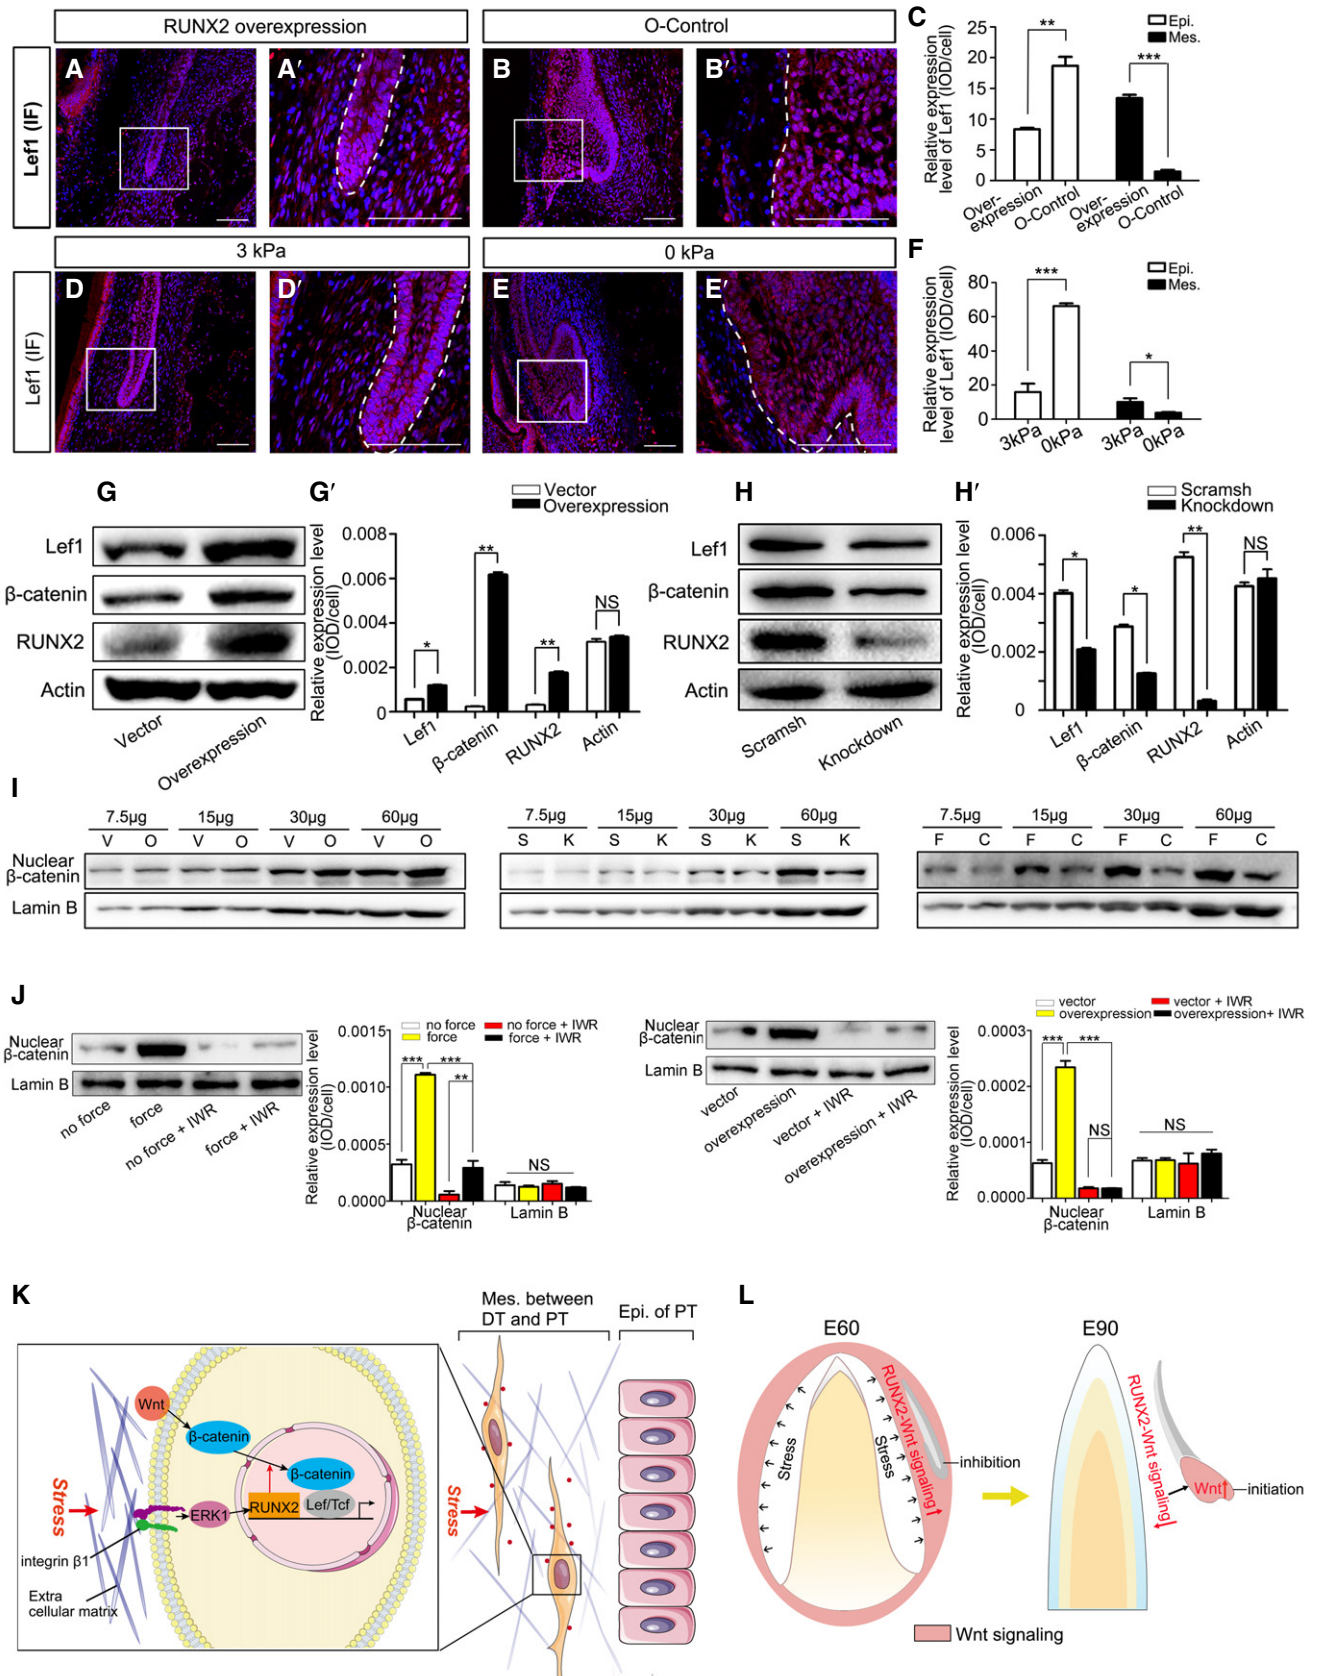 RUNX2 overexpression
O-Control
Lef1 (IF)
A
A′
B
B′
C
Relative expression
level of Lef1 (IOD/cell)
25
20
15
10
5
0
**
***
Epi.
Mes.
Over-
expression
O-Control
Over-
expression
O-Control
3 kPa
0 kPa
Lef1 (IF)
D
D′
E
E′
F
Relative expression
level of Lef1 (IOD/cell)
80
60
40
20
0
***
*
Epi.
Mes.
3kPa
0kPa
3kPa
0kPa
G
Lef1
β-catenin
RUNX2
Actin
Vector
Overexpression
G′
Vector
Overexpression
Relative expression level
(IOD/cell)
0.008
0.006
0.004
0.002
0
*
**
**
NS
Lef1
β-catenin
RUNX2
Actin
H
Lef1
β-catenin
RUNX2
Actin
Scramsh
Knockdown
H′
Scramsh
Knockdown
Relative expression level
(IOD/cell)
0.006
0.004
0.002
0
*
*
**
NS
Lef1
β-catenin
RUNX2
Actin
I
7.5μg 15μg 30μg 60μg
V O V O V O V O
7.5μg 15μg 30μg 60μg
S K S K S K S K
7.5μg 15μg 30μg 60μg
F C F C F C F C
Nuclear
β-catenin
Lamin B
J
Nuclear
β-catenin
Lamin B
no force
force
no force + IWR
force + IWR
no force
force
no force + IWR
force + IWR
Relative expression level
(IOD/cell)
0.0015
0.0010
0.0005
0.0000
***
***
**
NS
Nuclear
β-catenin
Lamin B
Nuclear
β-catenin
Lamin B
vector
overexpression
vector + IWR
overexpression + IWR
vector
overexpression
vector + IWR
overexpression+ IWR
Relative expression level
(IOD/cell)
0.0003
0.0002
0.0001
0.0000
***
***
NS
NS
Nuclear
β-catenin
Lamin B
K
Mes. between
DT and PT
Epi. of PT
Wnt
β-catenin
β-catenin
RUNX2
Lef/Tcf
ERK1
Stress
Stress
integrin β1
Extra
cellular matrix
L
E60
E90
Stress
Stress
RUNX2-Wnt signaling
inhibition
RUNX2-Wnt signaling
Wnt
initiation
Wnt signaling